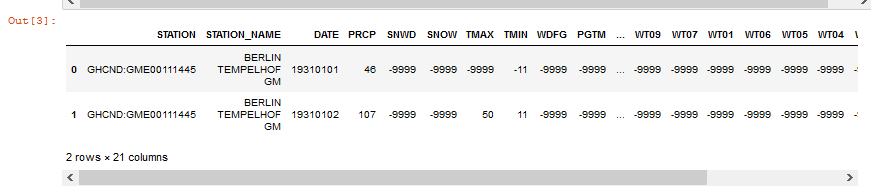 Out[3]:
STATION STATION_NAME DATE PRCP SNWD SNOW TMAX TMIN WDFG PGTM ... WT09 WT07 WT01 WT06 WT05 WT04
0 GHCND:GME00111445 BERLIN TEMPELHOF GM 19310101 46 -9999 -9999 -9999 -11 -9999 -9999 ... -9999 -9999 -9999 -9999 -9999 -9999
1 GHCND:GME00111445 BERLIN TEMPELHOF GM 19310102 107 -9999 -9999 50 11 -9999 -9999 ... -9999 -9999 -9999 -9999 -9999 -9999
2 rows × 21 columns